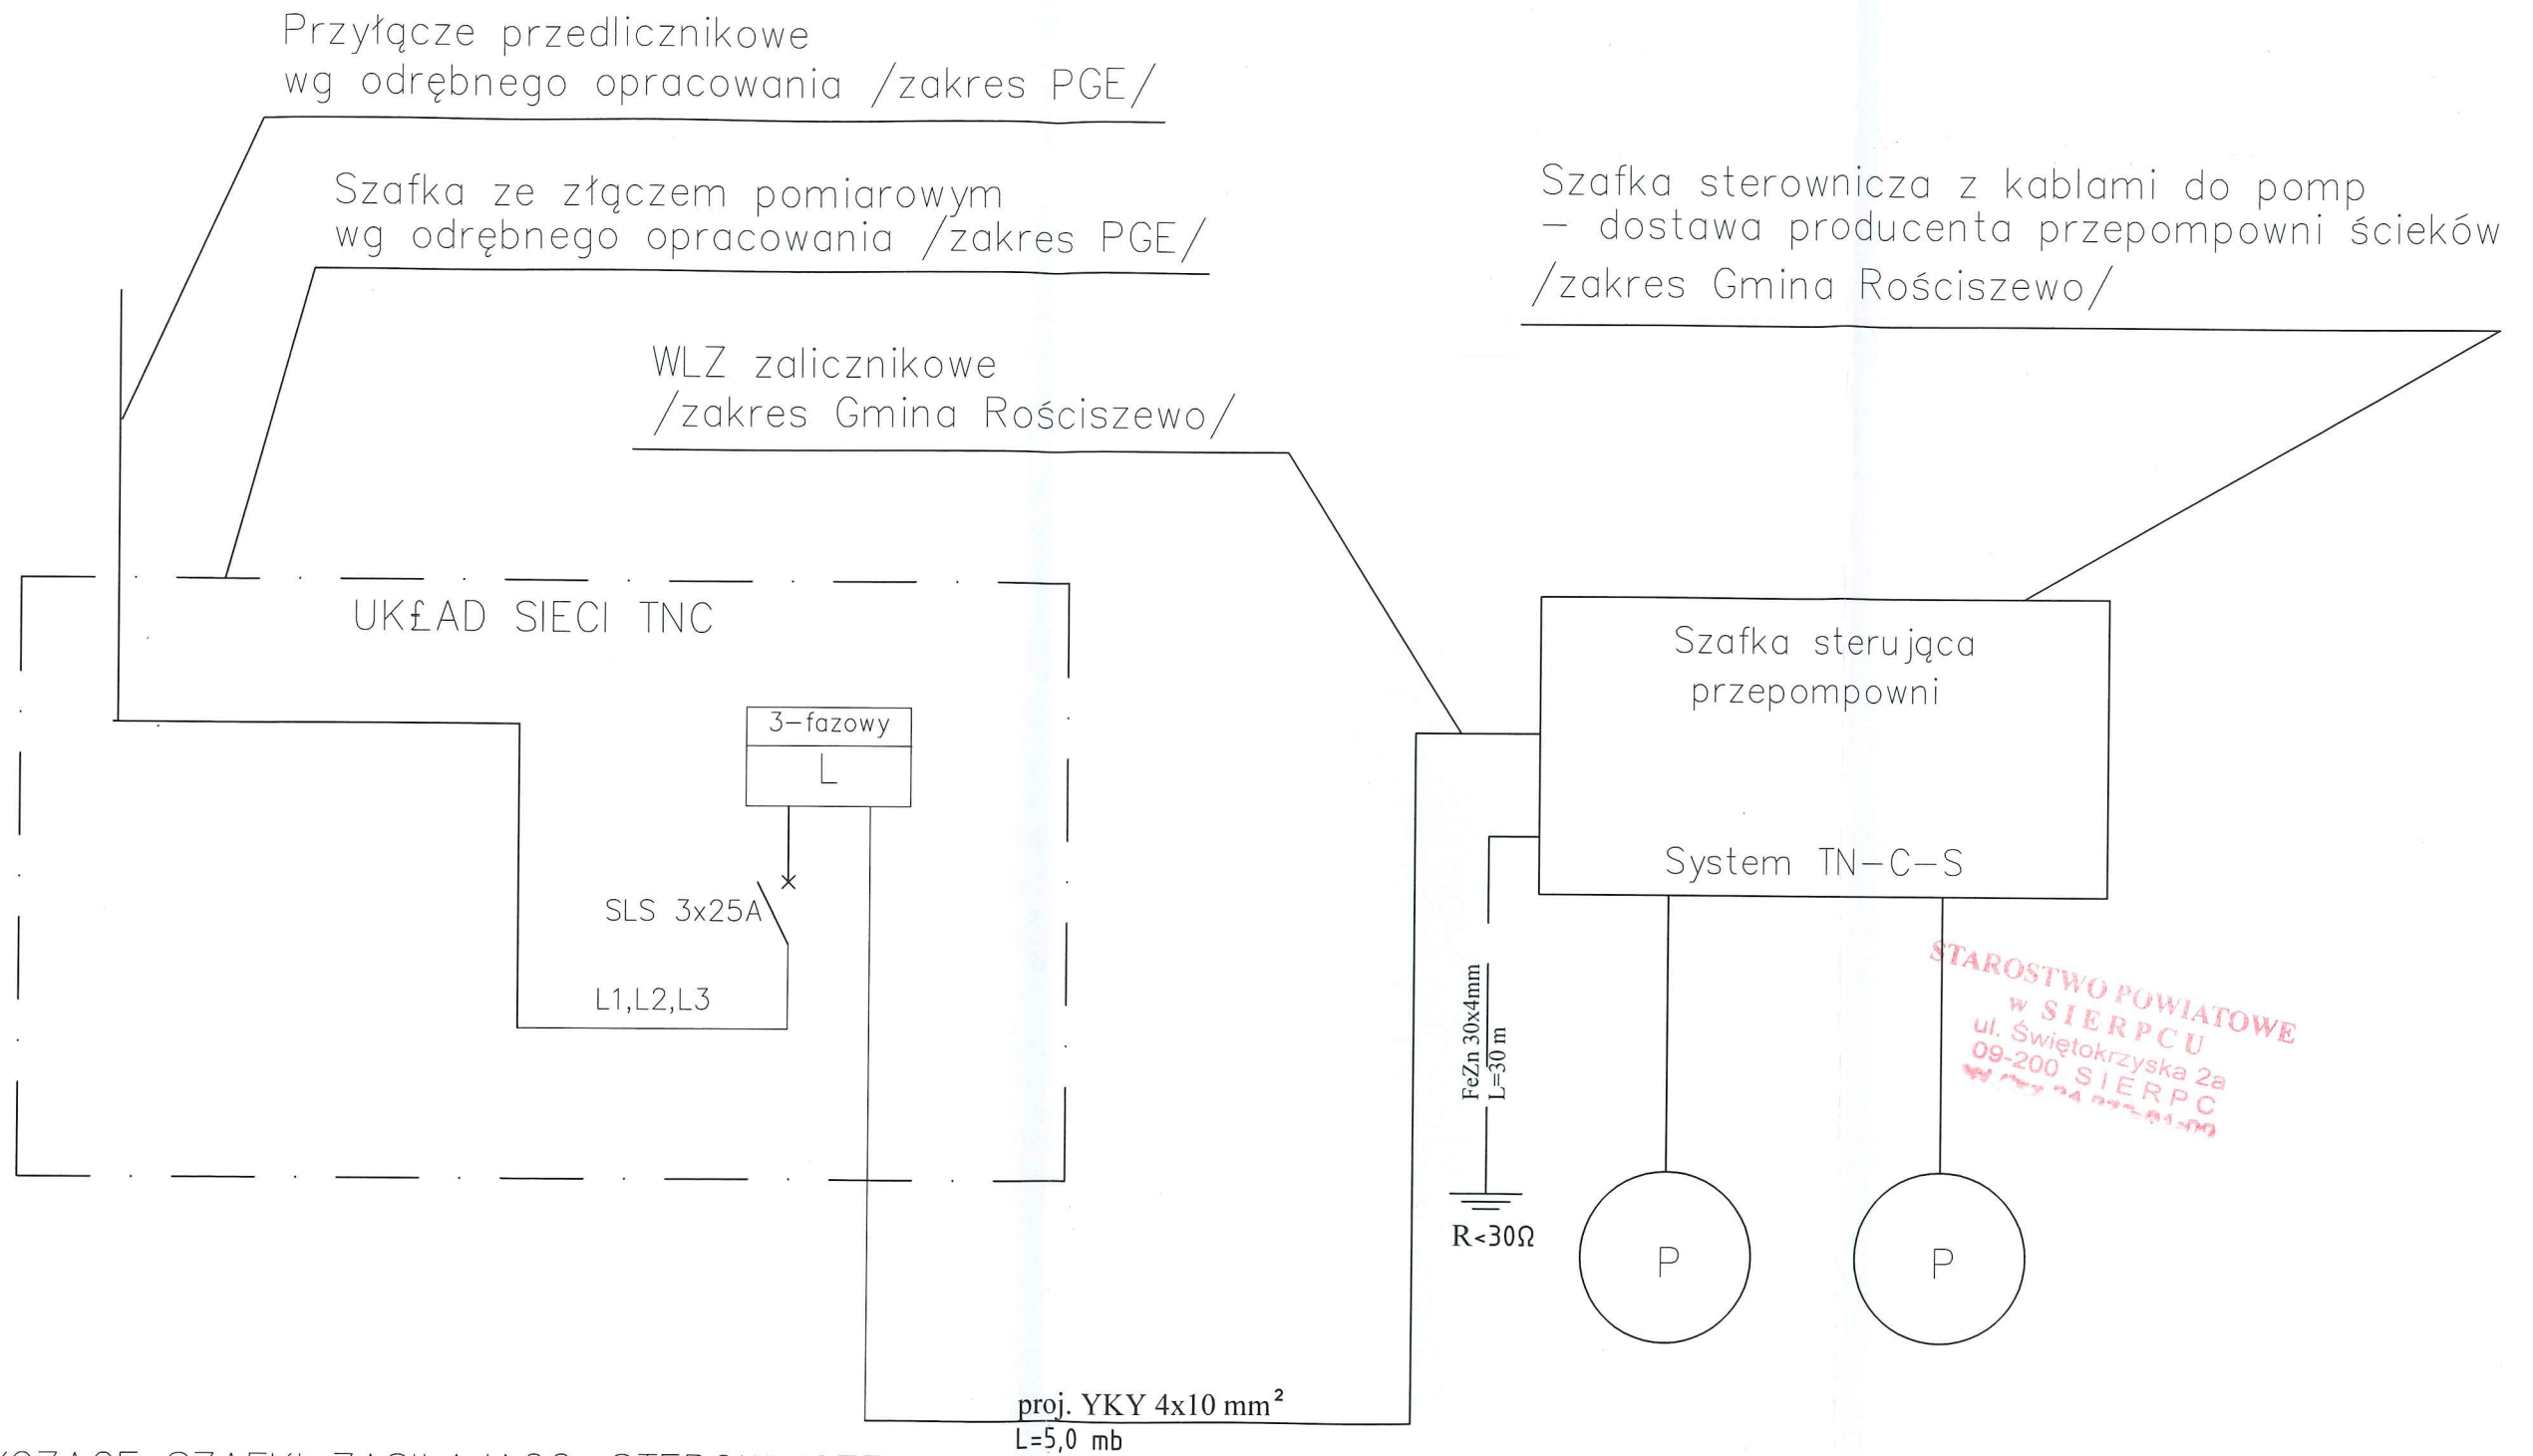 Przyłącze przedlicznikowe
wg odrębnego opracowania /zakres PGE/
Szafka ze złączem pomiarowym
wg odrębnego opracowania /zakres PGE/
WLZ zalicznikowe
/zakres Gmina Rościszewo/
Szafka sterownicza z kablami do pomp
– dostawa producenta przepompowni ścieków
/zakres Gmina Rościszewo/
UK£AD SIECI TNC
3–fazowy
L
SLS 3x25A
L1,L2,L3
Szafka sterująca
przepompowni
System TN–C–S
FeZn 30x4mm
L=30 m
R<30Ω
P
P
STAROSTWO POWIATOWE
w SIERPCU
ul. Świętokrzyska 2a
09-200 SIERPC
proj. YKY 4x10 mm²
L=5,0 mb